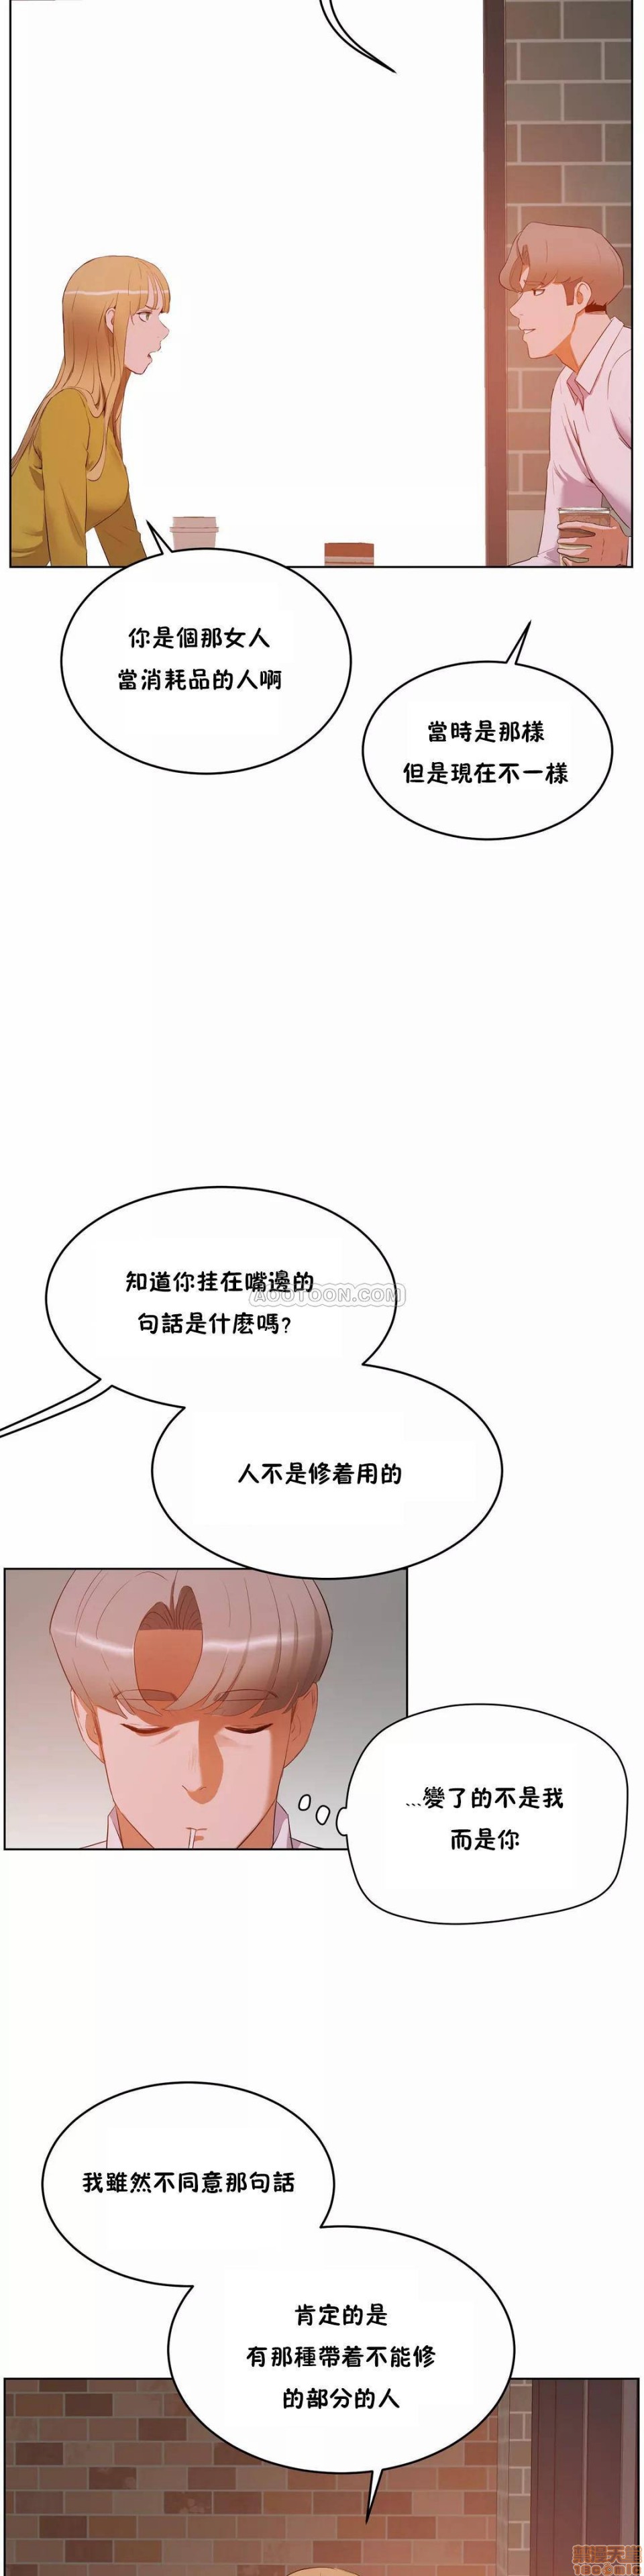 你是個那女人
當消耗品的人啊
當時是那樣
但是現在不一樣
知道你挂在嘴邊的
句話是什麽嗎?
AOOTOON.COM
人不是修着用的
...變了的不是我
而是你
我雖然不同意那句話
肯定的是
有那種帶着不能修
的部分的人